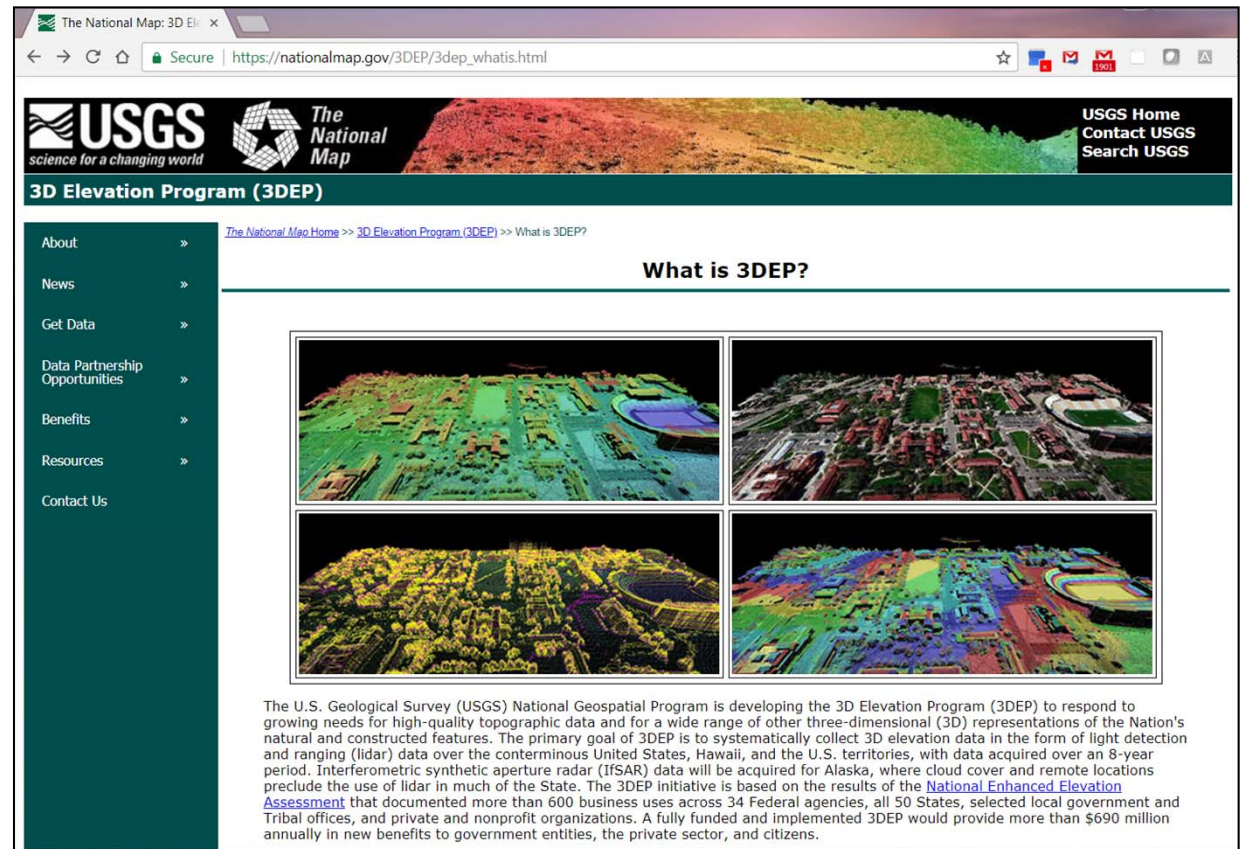 The National Map: 3D Ele
Secure | https://nationalmap.gov/3DEP/3dep_whatis.html
1901
A
USGS
science for a changing world
The
National
Map
USGS Home
Contact USGS
Search USGS
3D Elevation Program (3DEP)
About »
News »
Get Data »
Data Partnership
Opportunities »
Benefits »
Resources »
Contact Us
The National Map Home >> 3D Elevation Program (3DEP) >> What is 3DEP?
What is 3DEP?
The U.S. Geological Survey (USGS) National Geospatial Program is developing the 3D Elevation Program (3DEP) to respond to
growing needs for high-quality topographic data and for a wide range of other three-dimensional (3D) representations of the Nation's
natural and constructed features. The primary goal of 3DEP is to systematically collect 3D elevation data in the form of light detection
and ranging (lidar) data over the conterminous United States, Hawaii, and the U.S. territories, with data acquired over an 8-year
period. Interferometric synthetic aperture radar (IfSAR) data will be acquired for Alaska, where cloud cover and remote locations
preclude the use of lidar in much of the State. The 3DEP initiative is based on the results of the National Enhanced Elevation
Assessment that documented more than 600 business uses across 34 Federal agencies, all 50 States, selected local government and
Tribal offices, and private and nonprofit organizations. A fully funded and implemented 3DEP would provide more than $690 million
annually in new benefits to government entities, the private sector, and citizens.